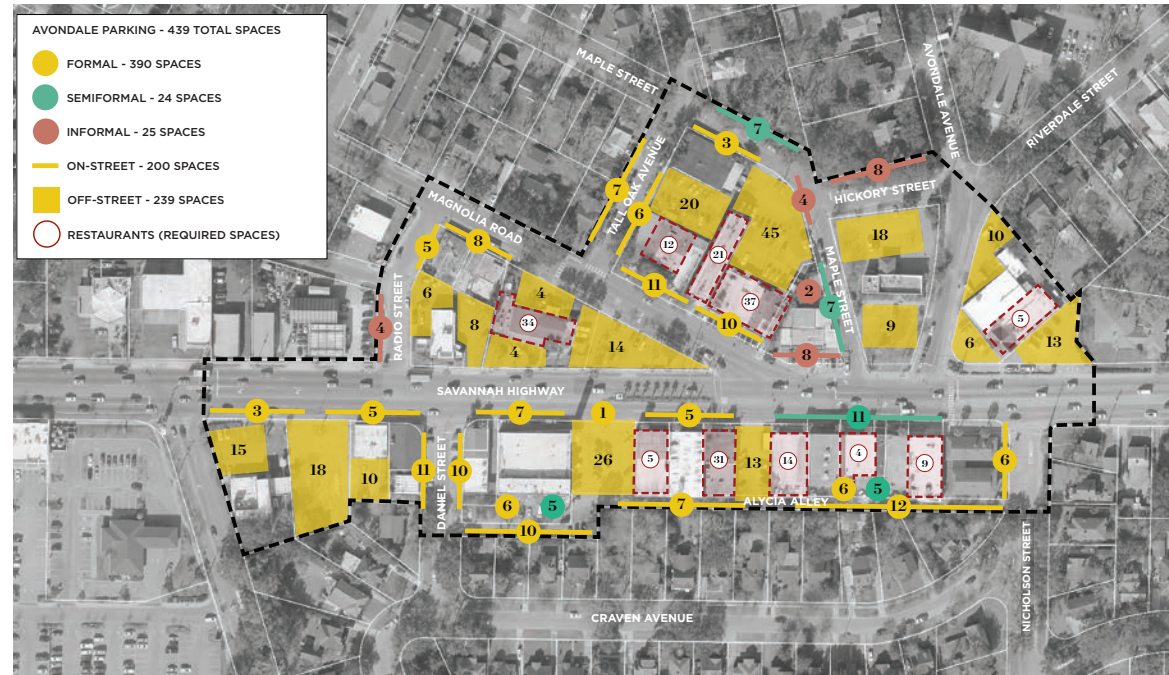 AVONDALE PARKING - 439 TOTAL SPACES
FORMAL - 390 SPACES
SEMIFORMAL - 24 SPACES
INFORMAL - 25 SPACES
ON-STREET - 200 SPACES
OFF-STREET - 239 SPACES
RESTAURANTS (REQUIRED SPACES)
MAPLE STREET
AVONDALE AVENUE
RIVERDALE STREET
7
3
TALL OAK AVENUE
7
8
HICKORY STREET
MAGNOLIA ROAD
4
20
6
45
10
5
8
12
21
18
MAPLE STREET
11
2
7
37
6
4
8
34
10
5
4
RADIO STREET
9
6
13
4
14
8
SAVANNAH HIGHWAY
3
5
7
1
5
11
15
18
10
11
DANIEL STREET
10
26
5
31
13
14
4
9
6
6
5
6
5
7
ALYCIA ALLEY
12
10
NICHOLSON STREET
CRAVEN AVENUE